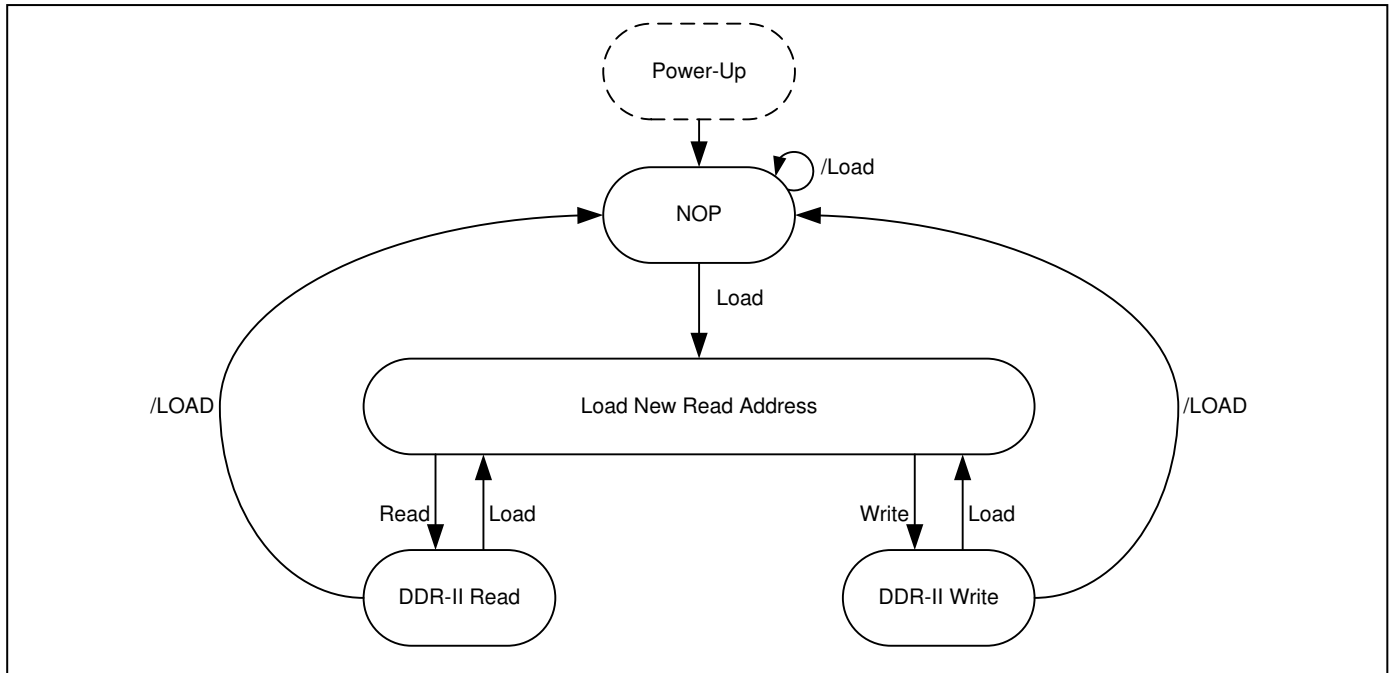 Power-Up
/Load
NOP
Load
/LOAD
Load New Read Address
/LOAD
Read
Load
Write
Load
DDR-II Read
DDR-II Write